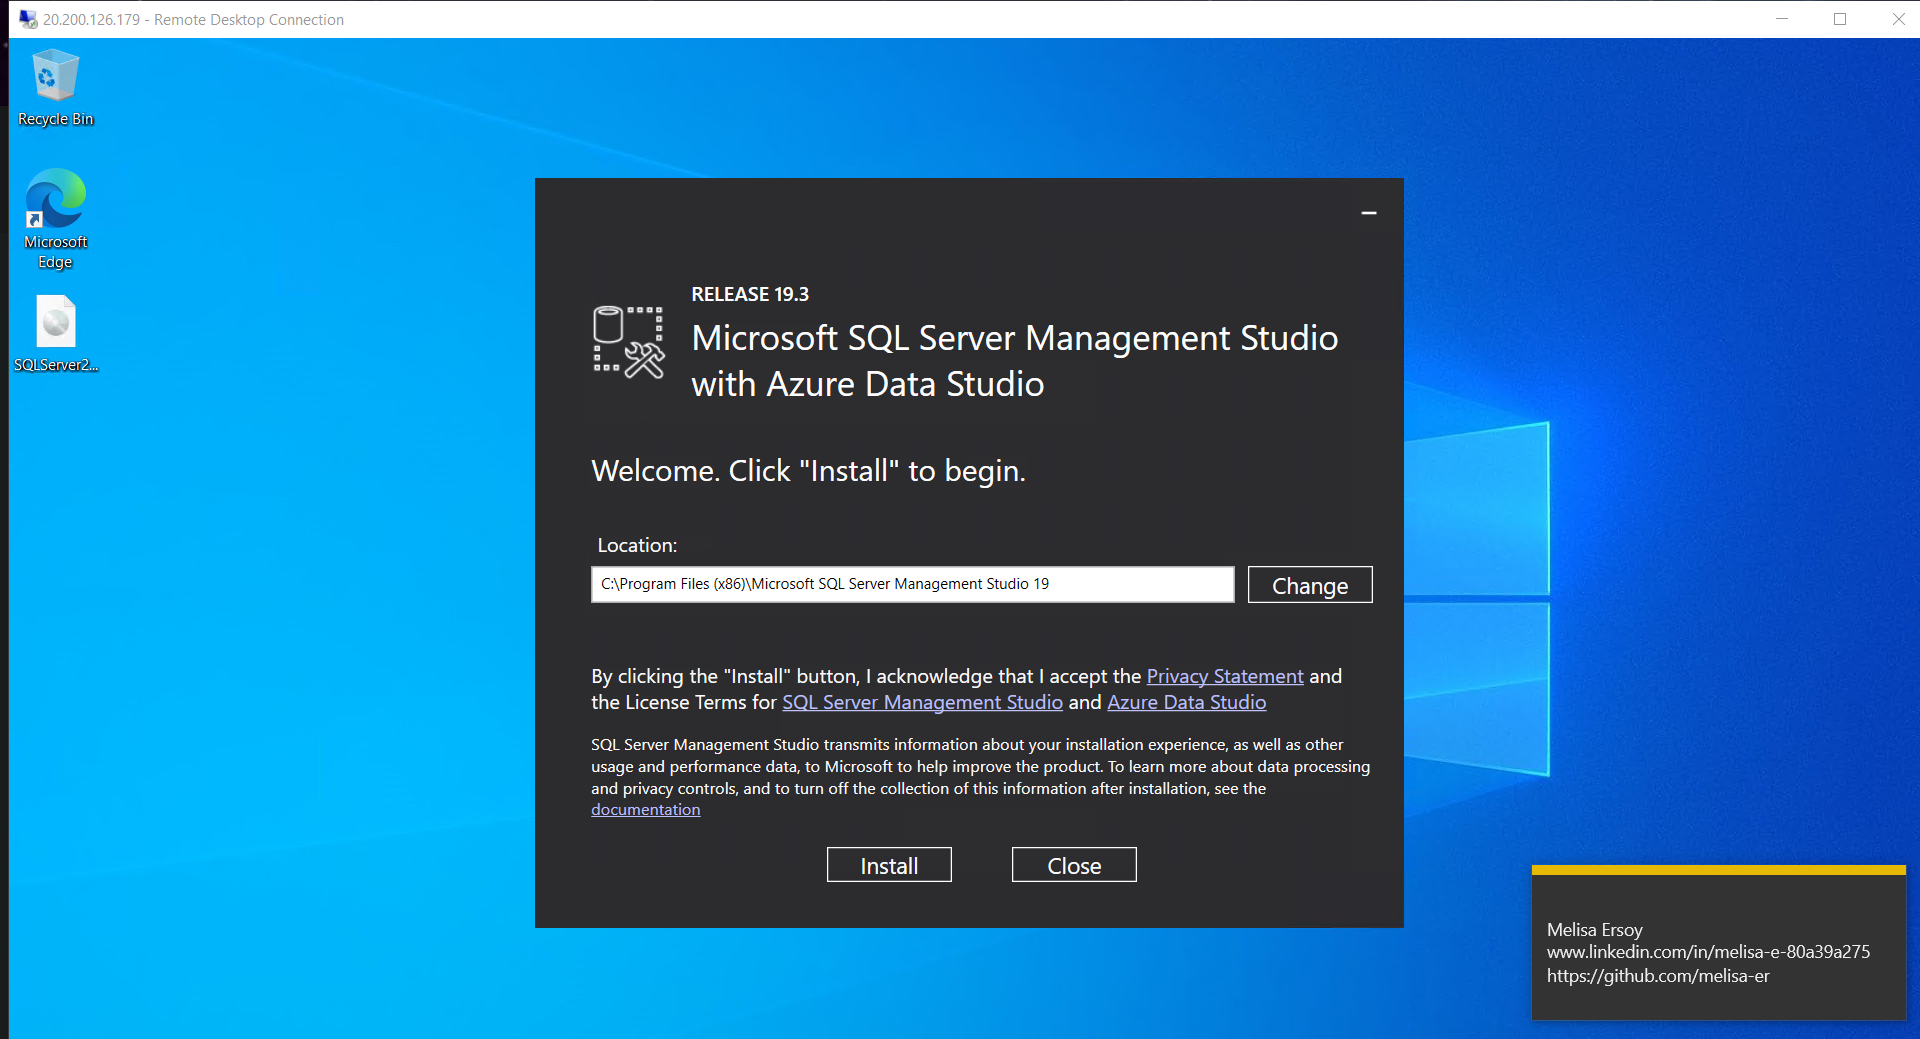 20.200.126.179 - Remote Desktop Connection
Recycle Bin
Microsoft
Edge
SQLServer2...
RELEASE 19.3
Microsoft SQL Server Management Studio
with Azure Data Studio
Welcome. Click "Install" to begin.
Location:
C:\Program Files (x86)\Microsoft SQL Server Management Studio 19
Change
By clicking the "Install" button, I acknowledge that I accept the Privacy Statement and
the License Terms for SQL Server Management Studio and Azure Data Studio
SQL Server Management Studio transmits information about your installation experience, as well as other
usage and performance data, to Microsoft to help improve the product. To learn more about data processing
and privacy controls, and to turn off the collection of this information after installation, see the
documentation
Install
Close
Melisa Ersoy
www.linkedin.com/in/melisa-e-80a39a275
https://github.com/melisa-er